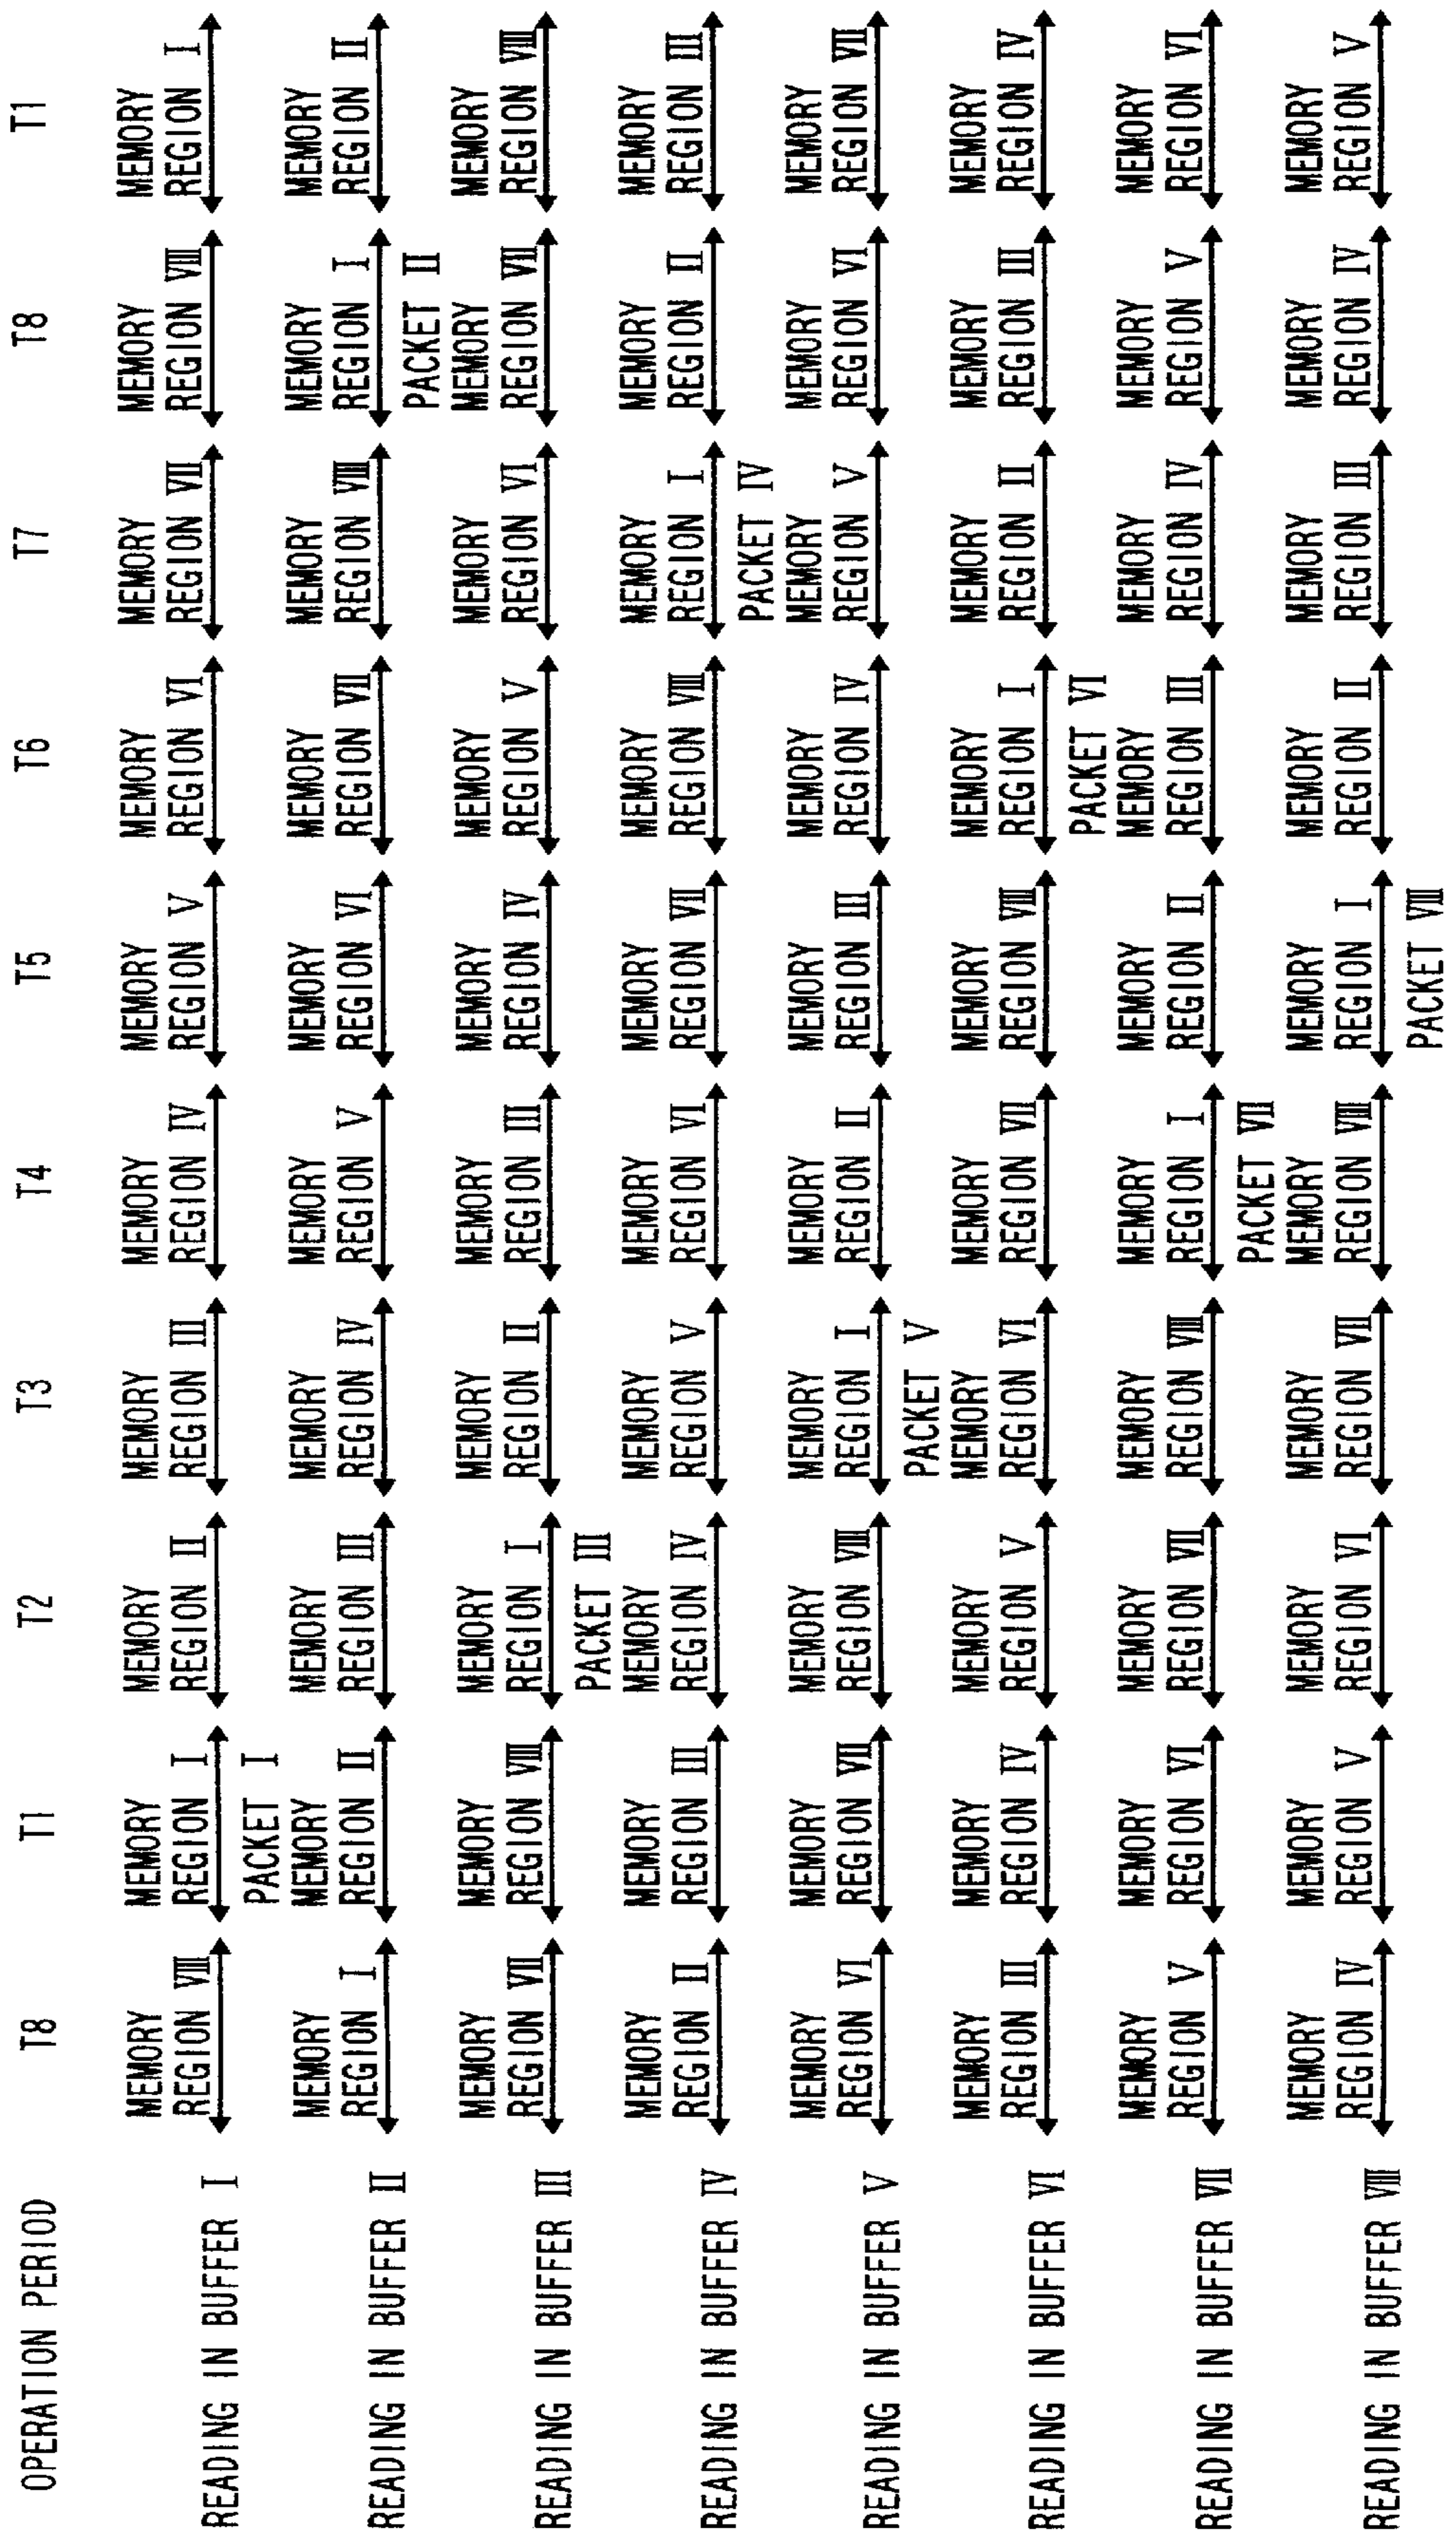 OPERATION PERIOD T8 T1 T2 T3 T4 T5 T6 T7 T8 T1
MEMORY MEMORY MEMORY MEMORY MEMORY MEMORY MEMORY MEMORY MEMORY MEMORY
REGION VIII REGION I REGION II REGION III REGION IV REGION V REGION VI REGION VII REGION VIII REGION I
READING IN BUFFER I
PACKET I
MEMORY MEMORY MEMORY MEMORY MEMORY MEMORY MEMORY MEMORY MEMORY MEMORY
REGION I REGION II REGION III REGION IV REGION V REGION VI REGION VII REGION VIII REGION I REGION II
READING IN BUFFER II
PACKET II
MEMORY MEMORY MEMORY MEMORY MEMORY MEMORY MEMORY MEMORY MEMORY MEMORY
REGION VII REGION VIII REGION I REGION II REGION III REGION IV REGION V REGION VI REGION VII REGION VIII
READING IN BUFFER III
PACKET III
MEMORY MEMORY MEMORY MEMORY MEMORY MEMORY MEMORY MEMORY MEMORY MEMORY
REGION II REGION III REGION IV REGION V REGION VI REGION VII REGION VIII REGION I REGION II REGION III
READING IN BUFFER IV
PACKET IV
MEMORY MEMORY MEMORY MEMORY MEMORY MEMORY MEMORY MEMORY MEMORY MEMORY
REGION VI REGION VII REGION VIII REGION I REGION II REGION III REGION IV REGION V REGION VI REGION VII
READING IN BUFFER V
PACKET V
MEMORY MEMORY MEMORY MEMORY MEMORY MEMORY MEMORY MEMORY MEMORY MEMORY
REGION III REGION IV REGION V REGION VI REGION VII REGION VIII REGION I REGION II REGION III REGION IV
READING IN BUFFER VI
PACKET VI
MEMORY MEMORY MEMORY MEMORY MEMORY MEMORY MEMORY MEMORY MEMORY MEMORY
REGION V REGION VI REGION VII REGION VIII REGION I REGION II REGION III REGION IV REGION V REGION VI
READING IN BUFFER VII
PACKET VII
MEMORY MEMORY MEMORY MEMORY MEMORY MEMORY MEMORY MEMORY MEMORY MEMORY
REGION IV REGION V REGION VI REGION VII REGION VIII REGION I REGION II REGION III REGION IV REGION V
READING IN BUFFER VIII
PACKET VIII